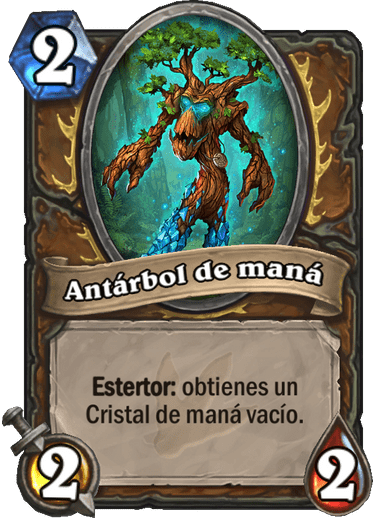 2
Antárbol de maná
Estertor: obtienes un
Cristal de maná vacío.
2
2